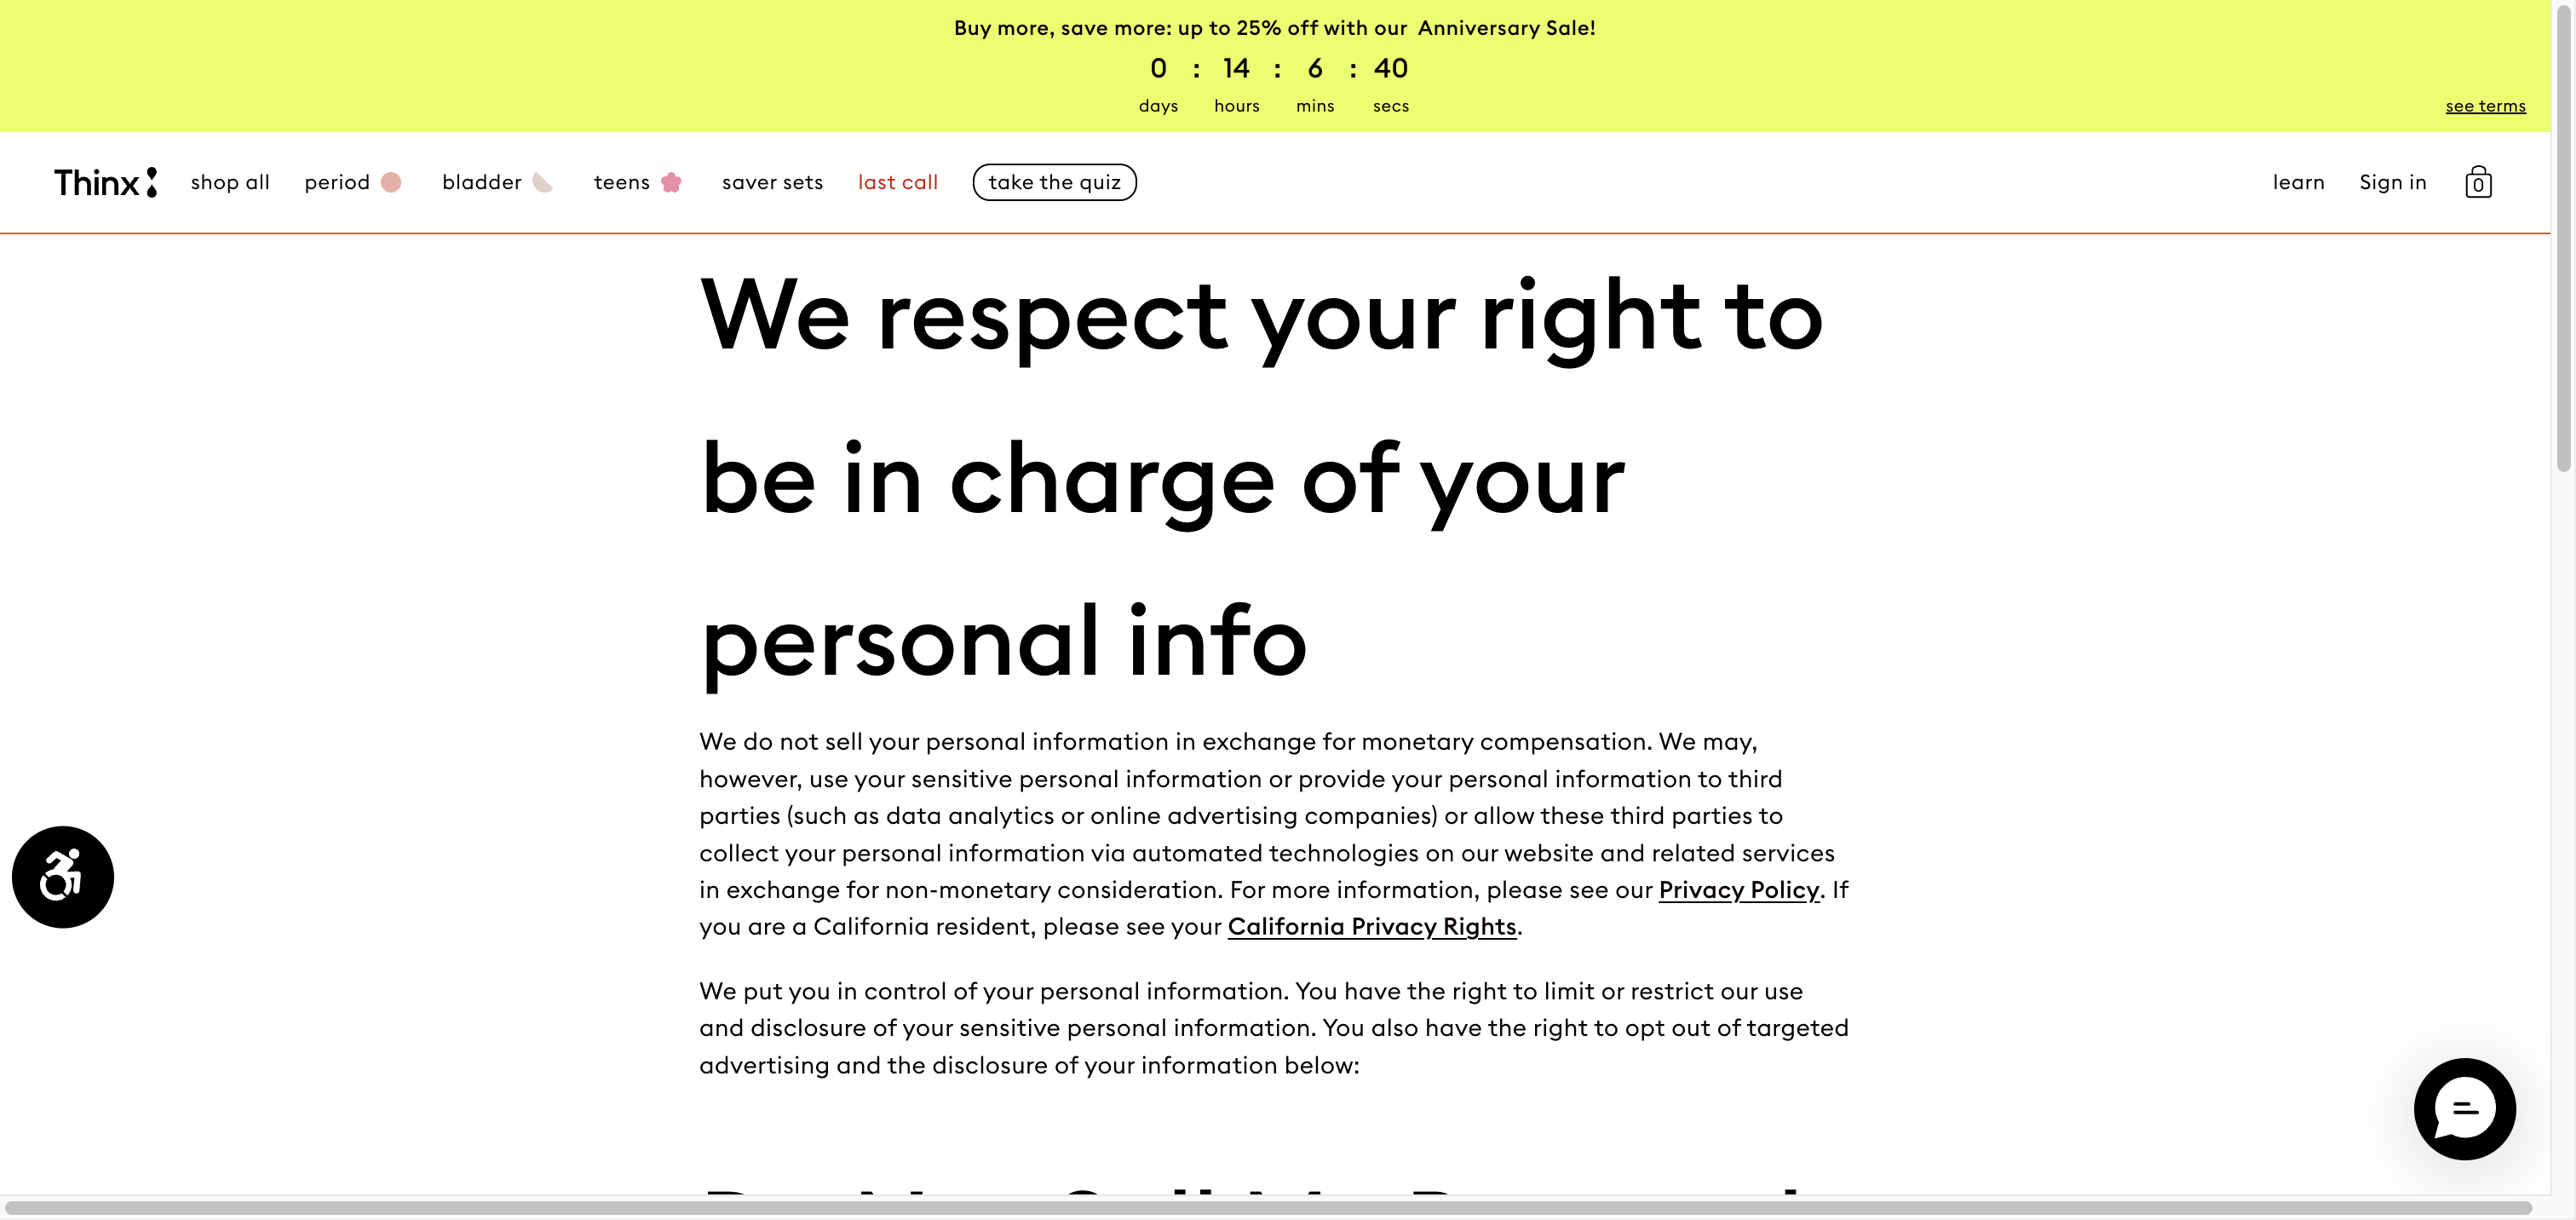 Buy more, save more: up to 25% off with our Anniversary Sale!
0 : 14 : 6 : 40
days hours mins secs
see terms
Thinx shop all period bladder teens saver sets last call take the quiz learn Sign in 0
We respect your right to
be in charge of your
personal info
We do not sell your personal information in exchange for monetary compensation. We may,
however, use your sensitive personal information or provide your personal information to third
parties (such as data analytics or online advertising companies) or allow these third parties to
collect your personal information via automated technologies on our website and related services
in exchange for non-monetary consideration. For more information, please see our Privacy Policy. If
you are a California resident, please see your California Privacy Rights.
We put you in control of your personal information. You have the right to limit or restrict our use
and disclosure of your sensitive personal information. You also have the right to opt out of targeted
advertising and the disclosure of your information below: